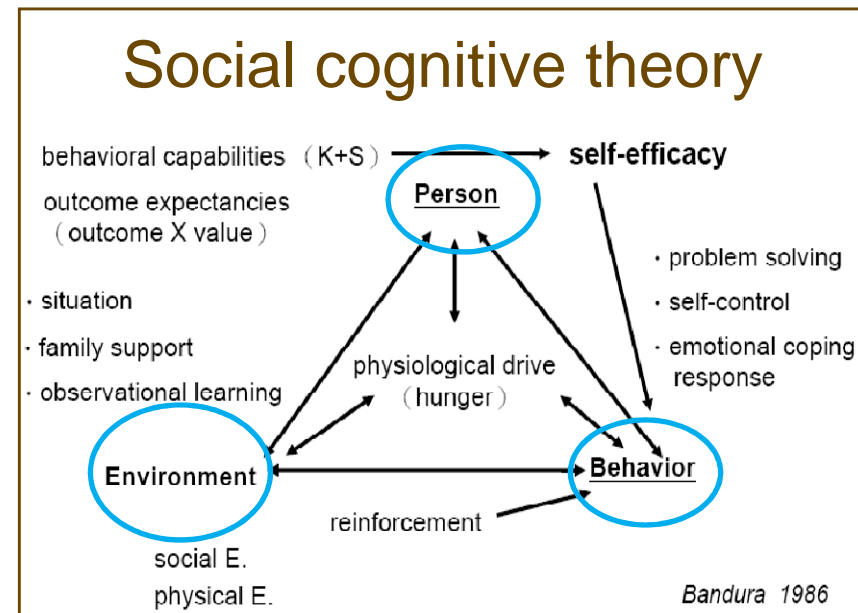 Social cognitive theory
behavioral capabilities （K+S） self-efficacy
Person
outcome expectancies
（outcome X value）
· problem solving
· situation
· self-control
· family support
· emotional coping
response
physiological drive
（hunger）
· observational learning
Environment
Behavior
reinforcement
social E.
physical E.
Bandura 1986